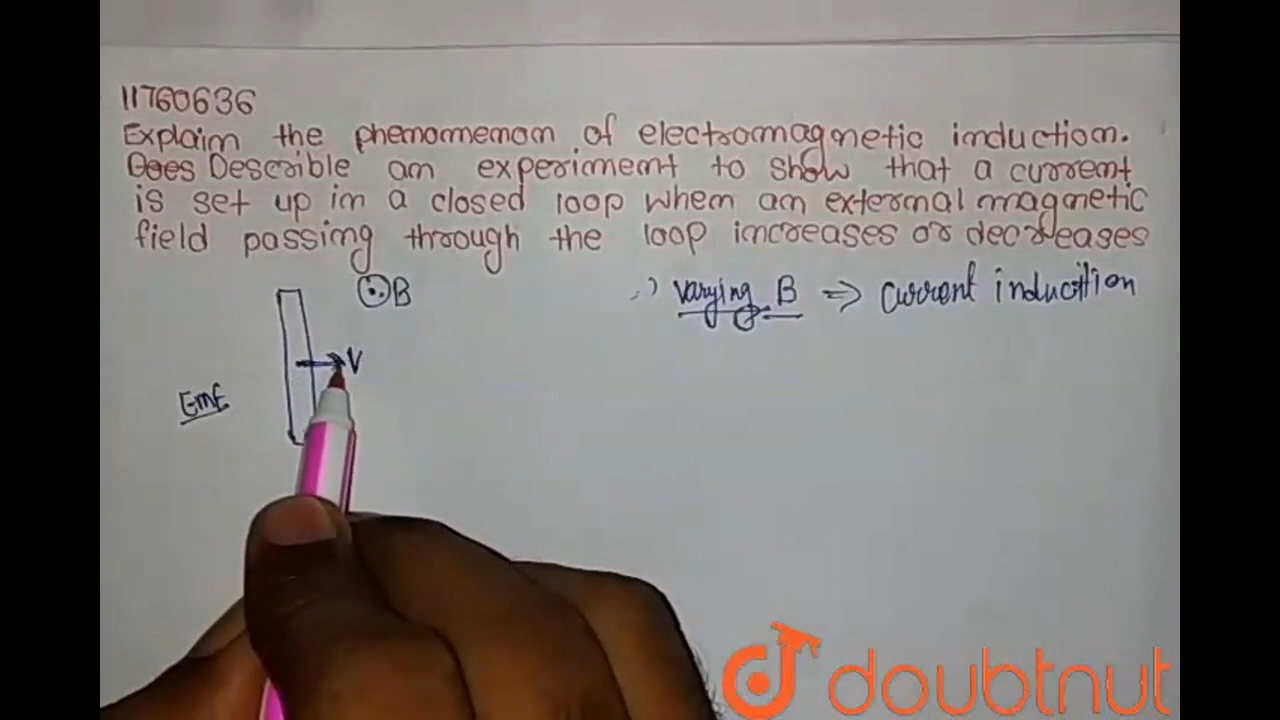 11760636
Explain the phenomenon of electromagnetic induction.
Does Describle an experiment to show that a current
is set up in a closed loop when an external magnetic
field passing through the loop increases or decreases
B
varying B ⇒ current induction
V
Emf
doubtnut